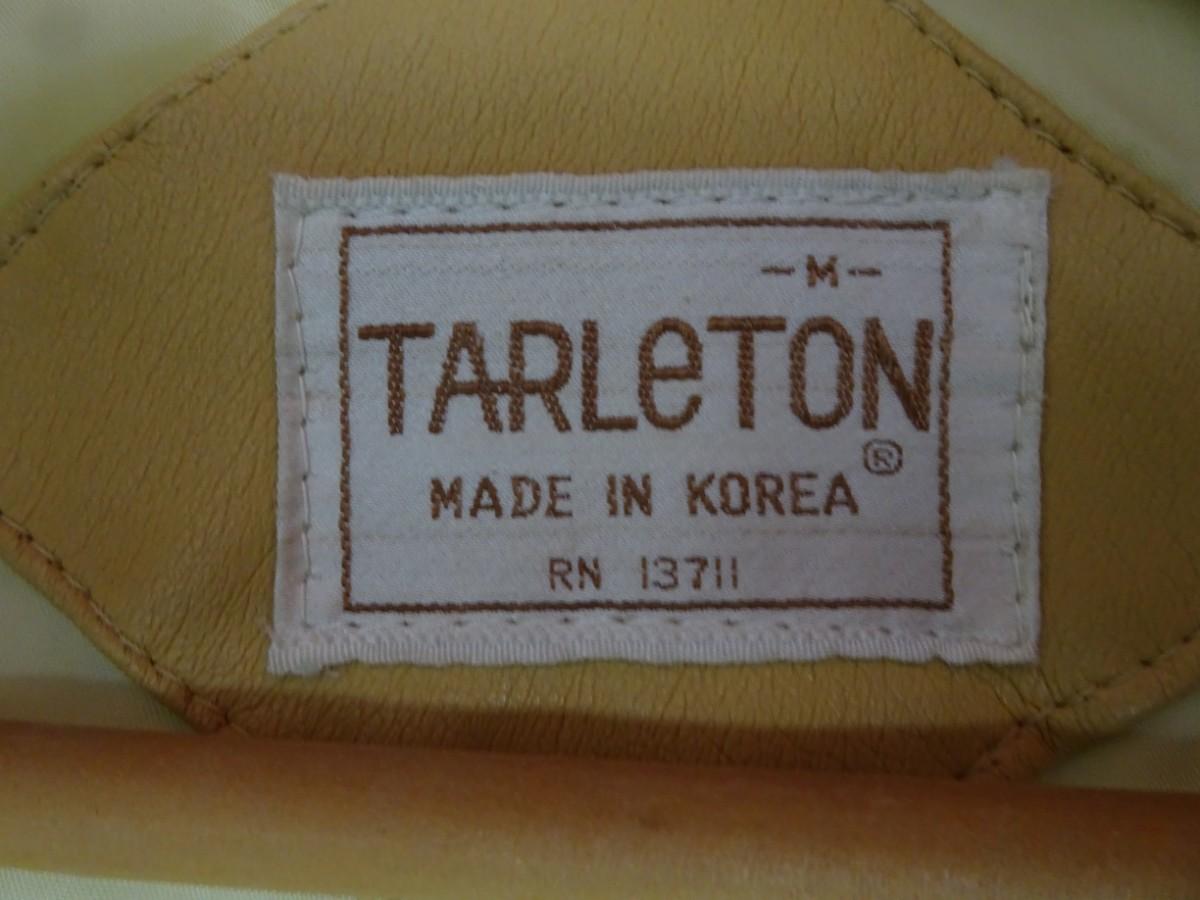 -M-
TARLeTON
®
MADE IN KOREA
RN 13711